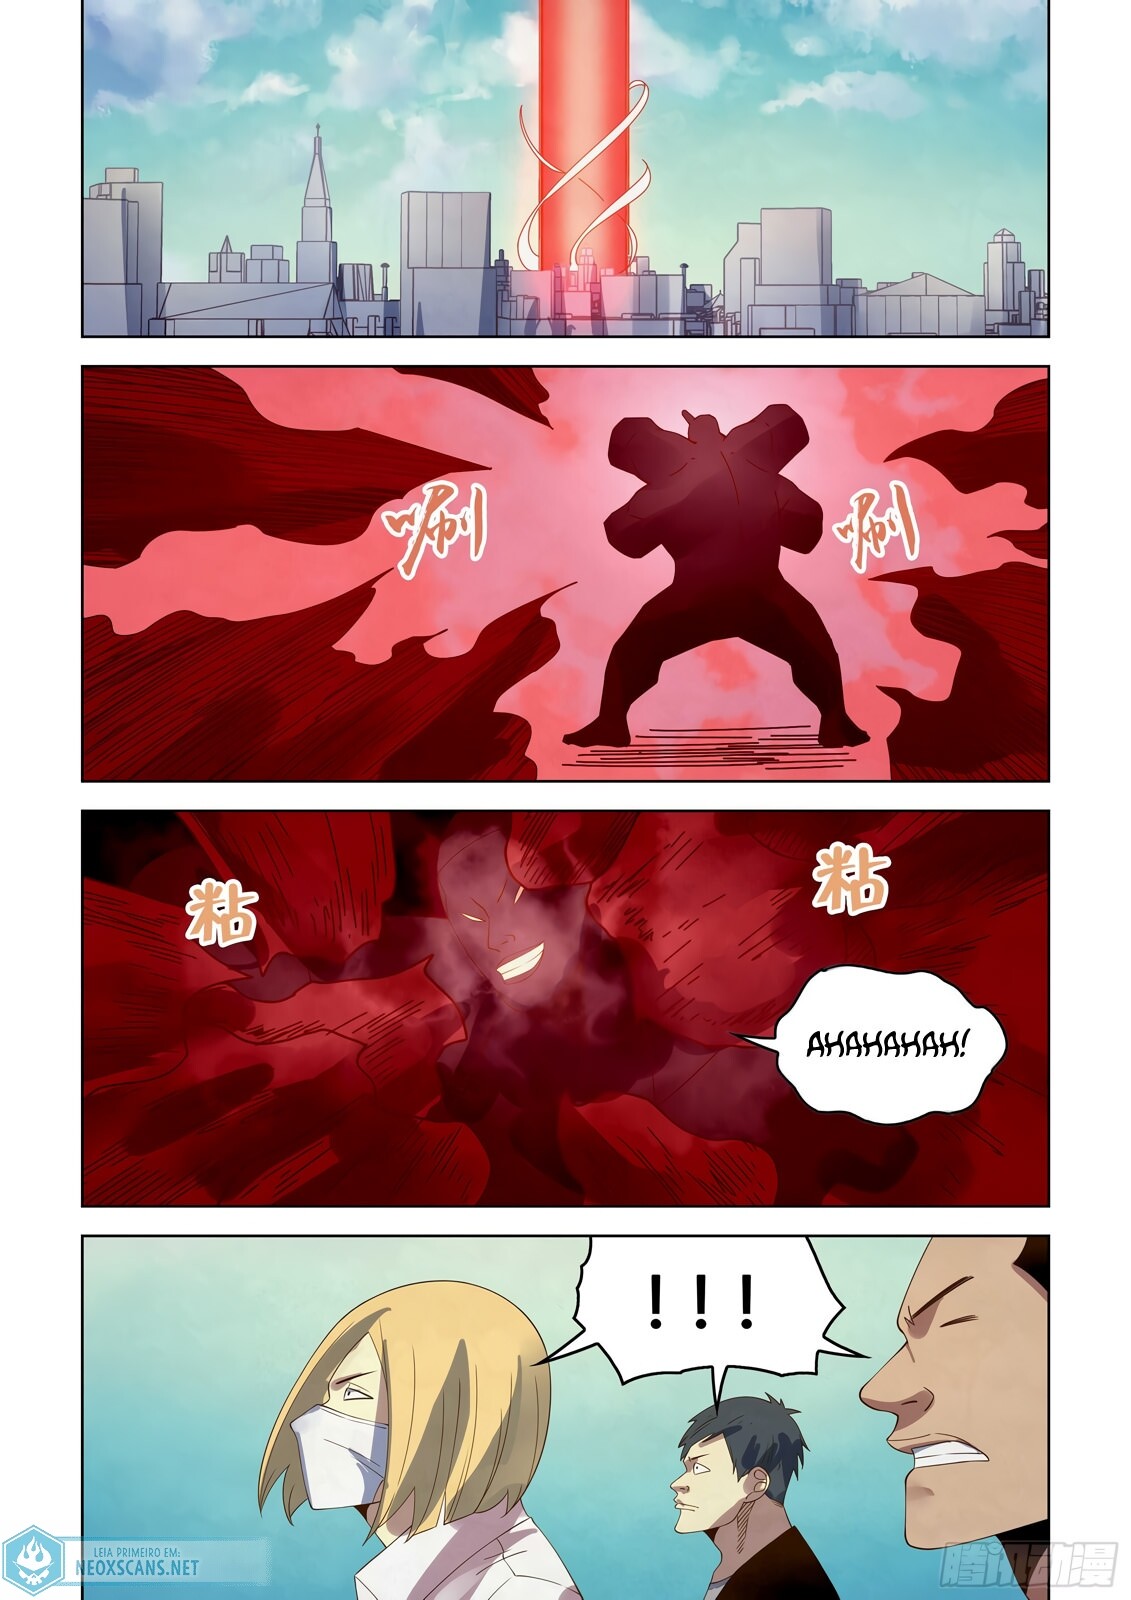 唰
唰
粘
粘
AHAHAHAH!
!!!
LEIA PRIMEIRO EM:
NEOXSCANS.NET
腾讯动漫